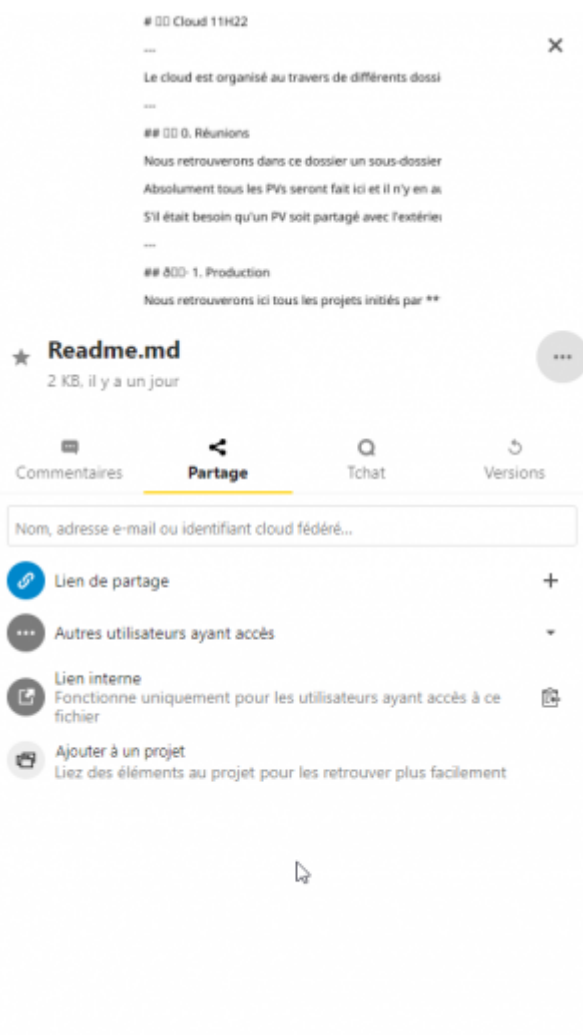 # Cloud 11H22
---
Le cloud est organisé au travers de différents dossi
---
## 0. Réunions
Nous retrouverons dans ce dossier un sous-dossier
Absolument tous les PVs seront fait ici et il n'y en au
S'il était besoin qu'un PV soit partagé avec l'extérieu
---
## ð 1. Production
Nous retrouverons ici tous les projets initiés par **
Readme.md
2 KB, il y a un jour
Commentaires Partage Tchat Versions
Nom, adresse e-mail ou identifiant cloud fédéré...
Lien de partage
Autres utilisateurs ayant accès
Lien interne
Fonctionne uniquement pour les utilisateurs ayant accès à ce
fichier
Ajouter à un projet
Liez des éléments au projet pour les retrouver plus facilement